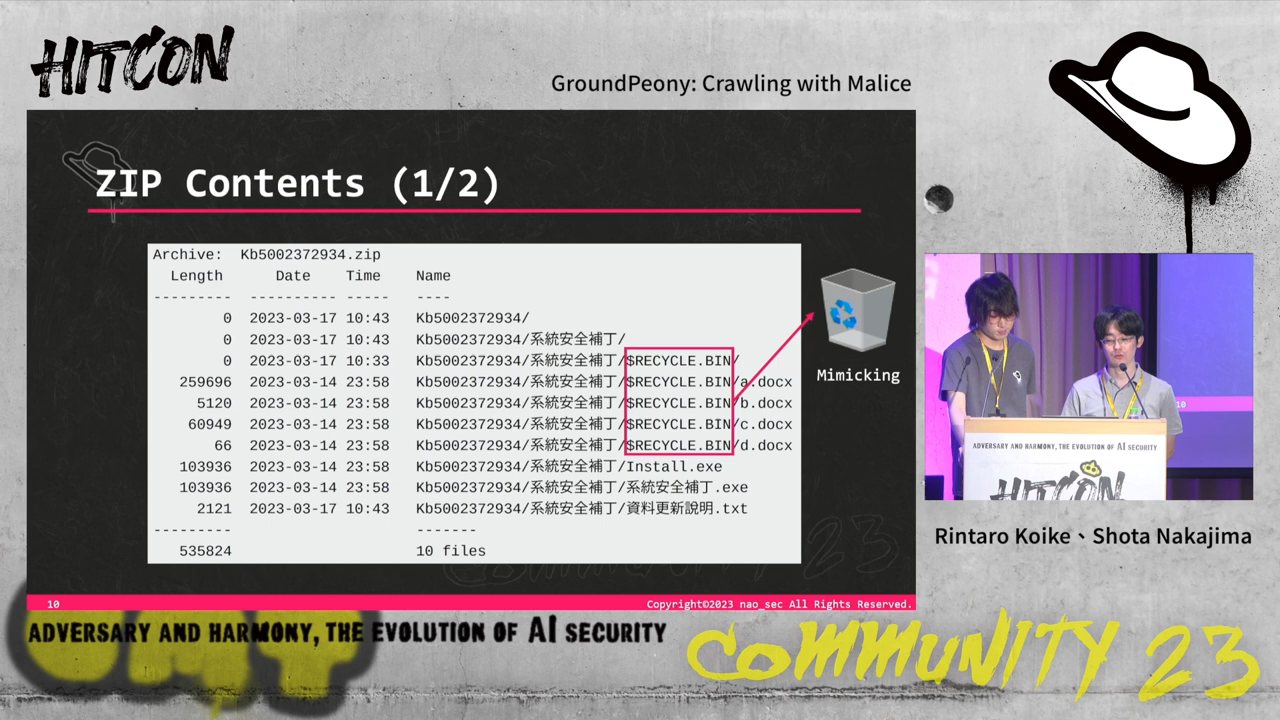 HITCON
GroundPeony: Crawling with Malice
ZIP Contents (1/2)
Archive:  Kb5002372934.zip
Length      Date    Time    Name
---------  ---------- -----   ----
0  2023-03-17 10:43   Kb5002372934/
0  2023-03-17 10:43   Kb5002372934/系統安全補丁/
0  2023-03-17 10:33   Kb5002372934/系統安全補丁/$RECYCLE.BIN/
259696  2023-03-14 23:58   Kb5002372934/系統安全補丁/$RECYCLE.BIN/a.docx
5120  2023-03-14 23:58   Kb5002372934/系統安全補丁/$RECYCLE.BIN/b.docx
60949  2023-03-14 23:58   Kb5002372934/系統安全補丁/$RECYCLE.BIN/c.docx
66  2023-03-14 23:58   Kb5002372934/系統安全補丁/$RECYCLE.BIN/d.docx
103936  2023-03-14 23:58   Kb5002372934/系統安全補丁/Install.exe
103936  2023-03-14 23:58   Kb5002372934/系統安全補丁/系統安全補丁.exe
2121  2023-03-17 10:43   Kb5002372934/系統安全補丁/資料更新說明.txt
---------                     -------
535824                     10 files
Mimicking
10
Copyright©2023 nao_sec All Rights Reserved.
10
ADVERSARY AND HARMONY, THE EVOLUTION OF AI SECURITY
HITCON
Rintaro Koike、Shota Nakajima
ADVERSARY AND HARMONY, THE EVOLUTION OF AI SECURITY
COMMUNITY 23